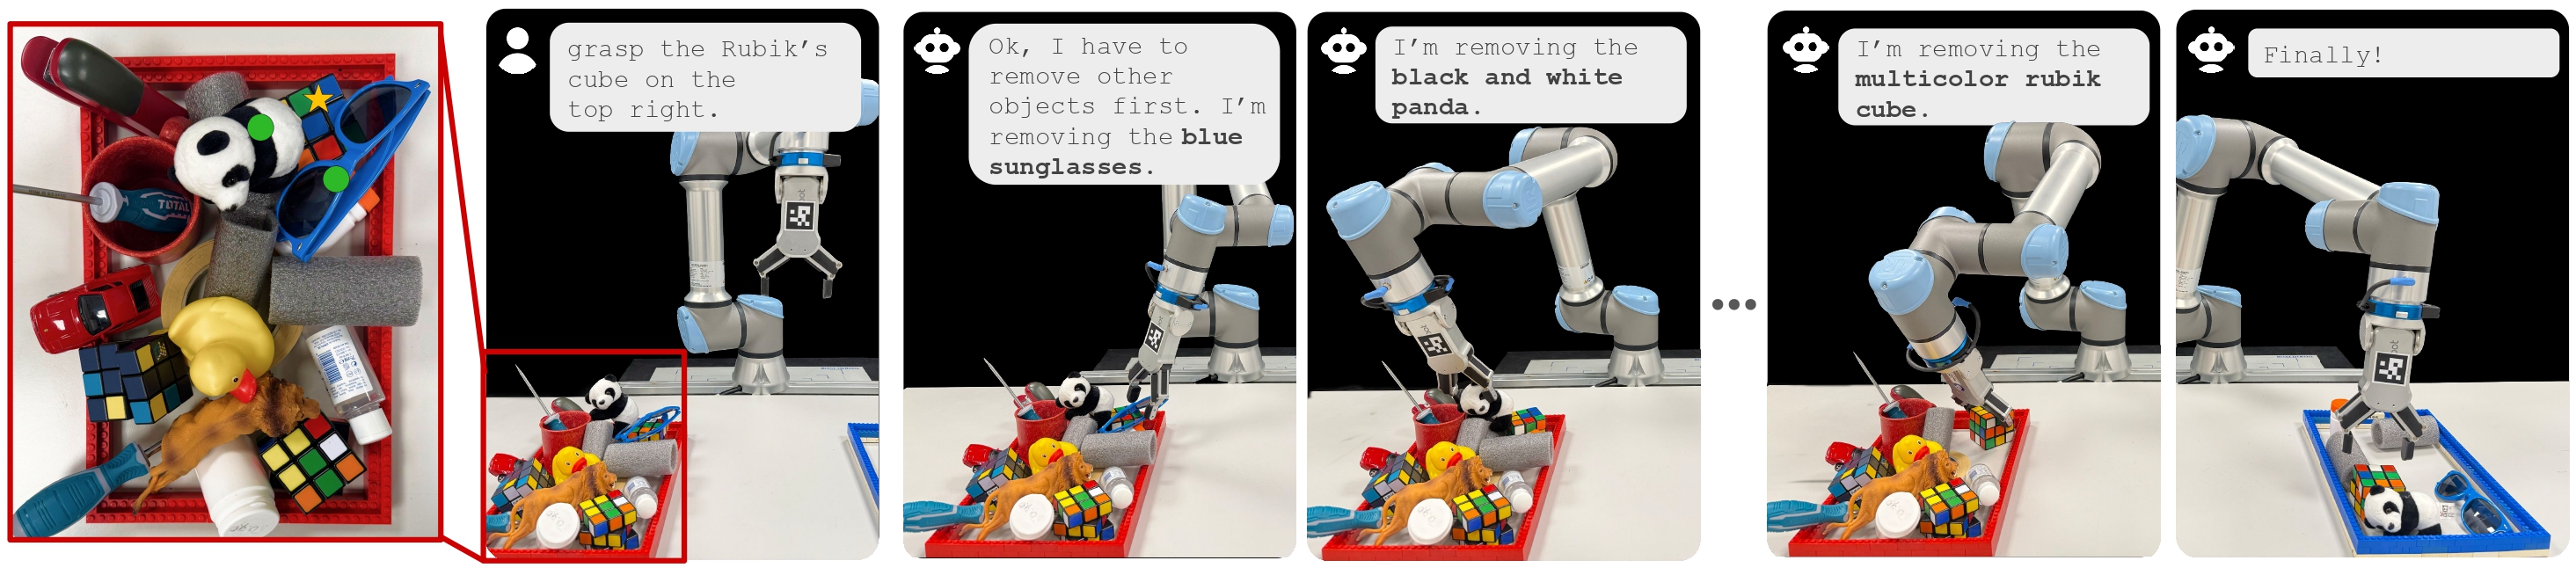 grasp the Rubik's
cube on the
top right.
Ok, I have to
remove other
objects first. I'm
removing the blue
sunglasses.
I'm removing the
black and white
panda.
I'm removing the
multicolor rubik
cube.
Finally!
TOTAL